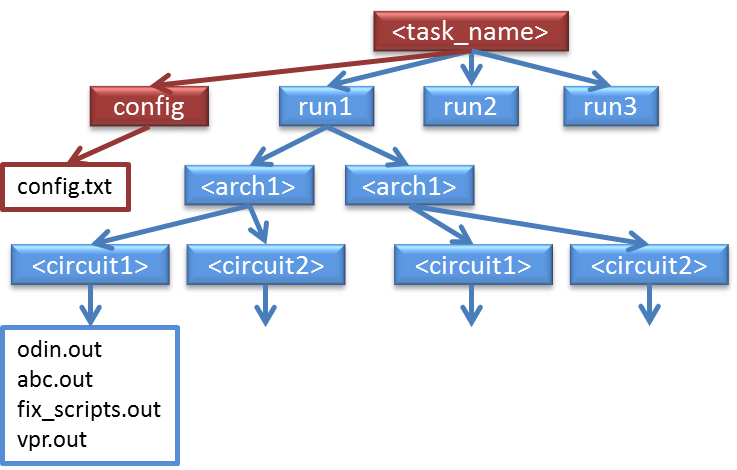 <task_name>
config
run1
run2
run3
config.txt
<arch1>
<arch1>
<circuit1>
<circuit2>
<circuit1>
<circuit2>
odin.out
abc.out
fix_scripts.out
vpr.out